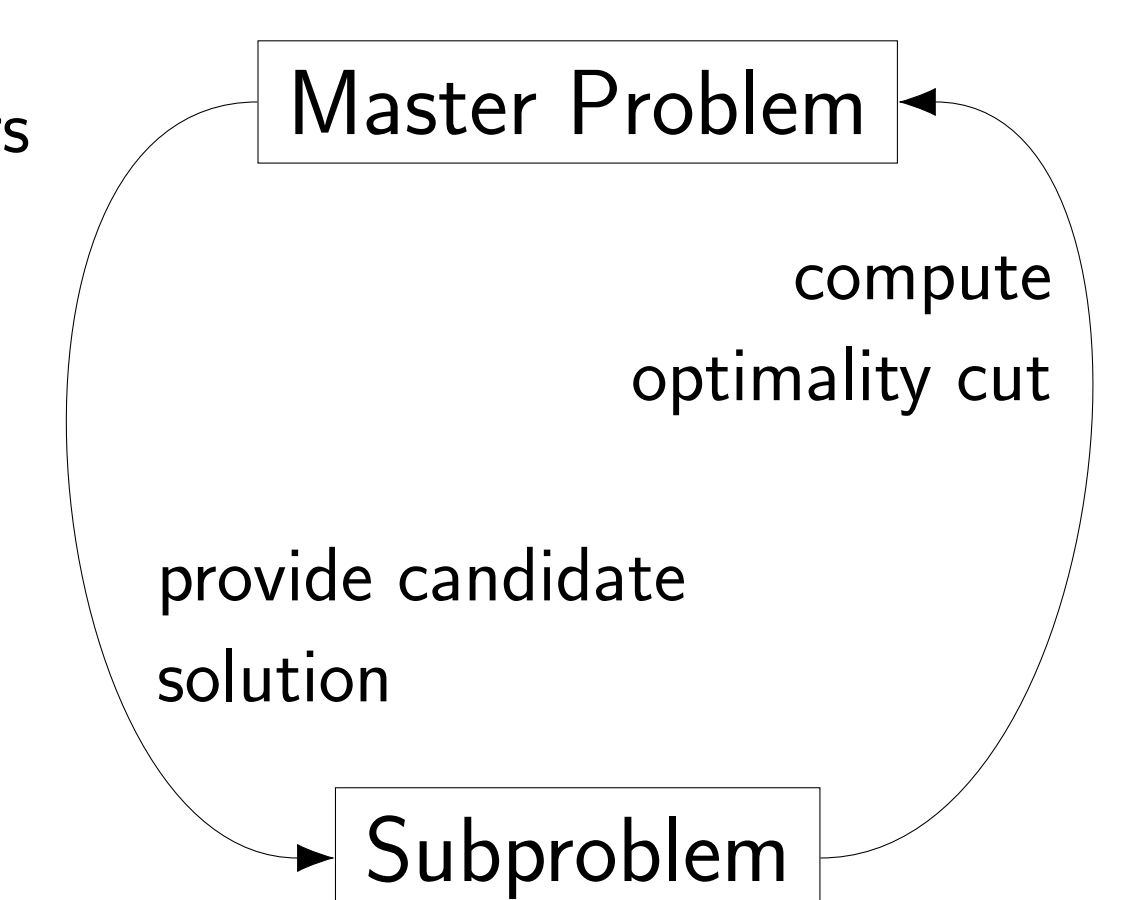 Master Problem
compute
optimality cut
provide candidate
solution
Subproblem